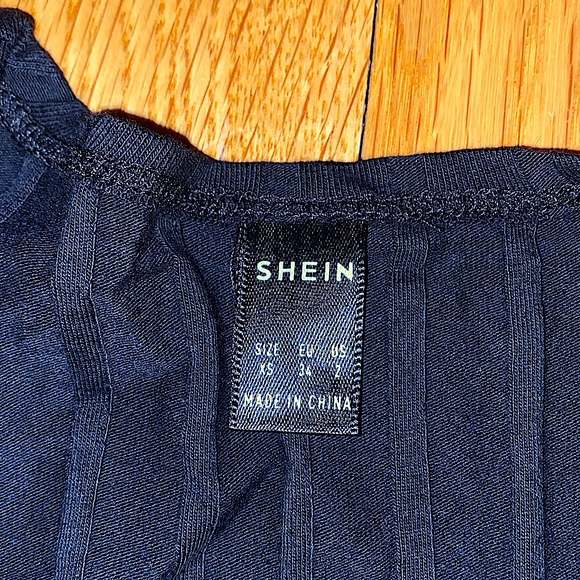 SHEIN
SIZE EU US
XS 34 2
MADE IN CHINA